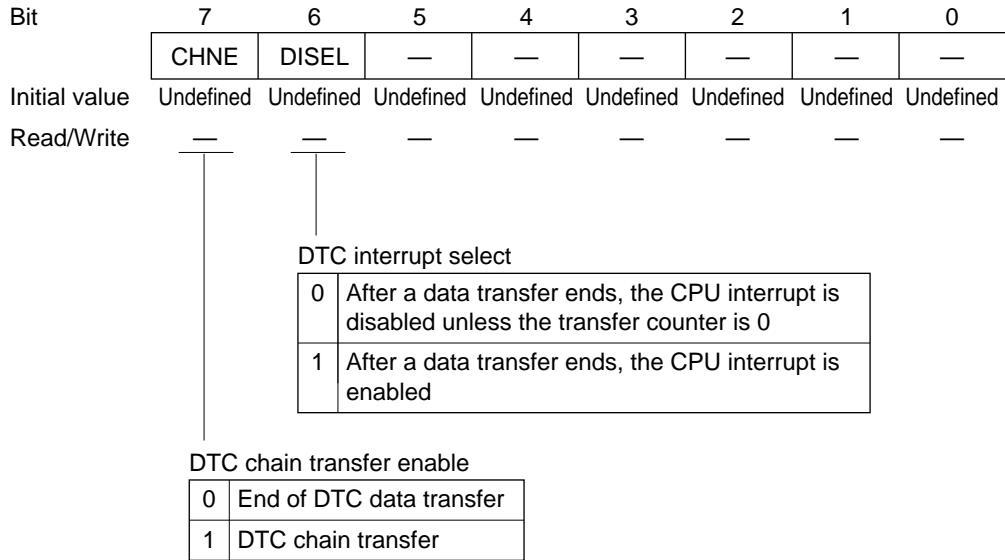 Bit 7 6 5 4 3 2 1 0
CHNE DISEL — — — — — —
Initial value Undefined Undefined Undefined Undefined Undefined Undefined Undefined Undefined
Read/Write — — — — — — — —
DTC interrupt select
0 After a data transfer ends, the CPU interrupt is
disabled unless the transfer counter is 0
1 After a data transfer ends, the CPU interrupt is
enabled
DTC chain transfer enable
0 End of DTC data transfer
1 DTC chain transfer